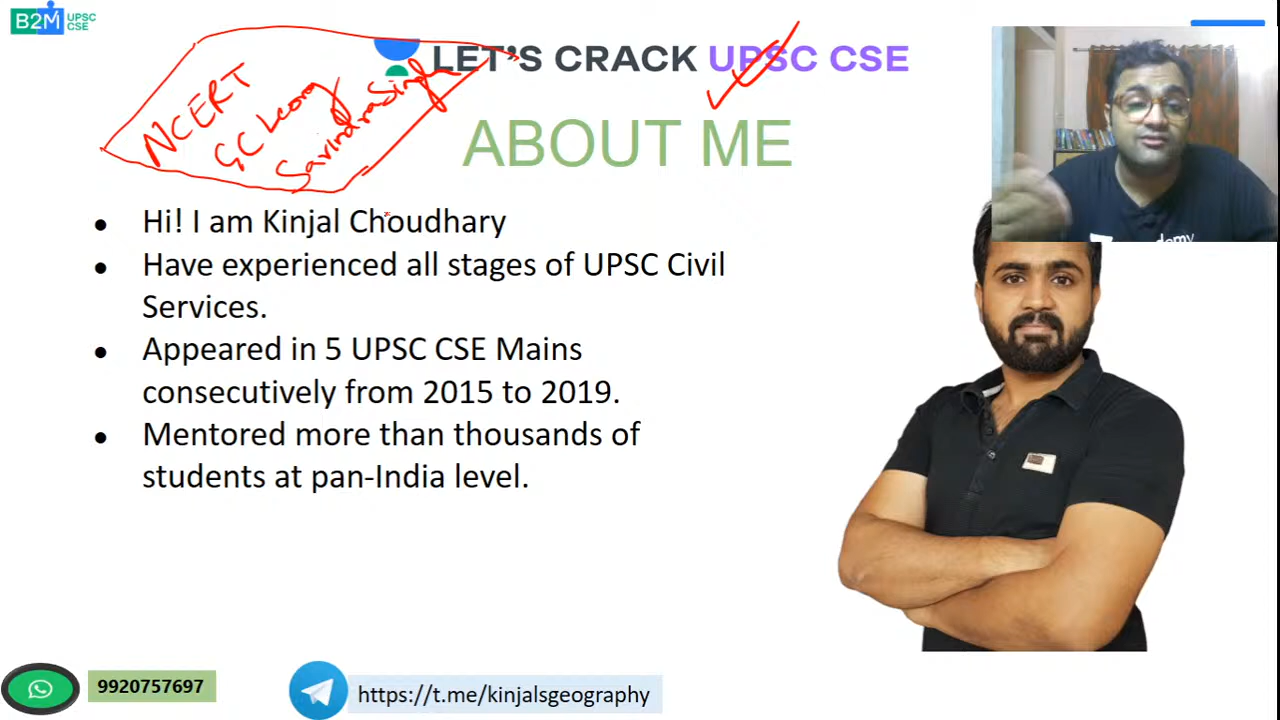 B2M UPSC
CSE
LET'S CRACK UPSC CSE
NCERT
GC Leong
Savindra Singh
ABOUT ME
● Hi! I am Kinjal Choudhary
● Have experienced all stages of UPSC Civil
Services.
● Appeared in 5 UPSC CSE Mains
consecutively from 2015 to 2019.
● Mentored more than thousands of
students at pan-India level.
9920757697
https://t.me/kinjalsgeography